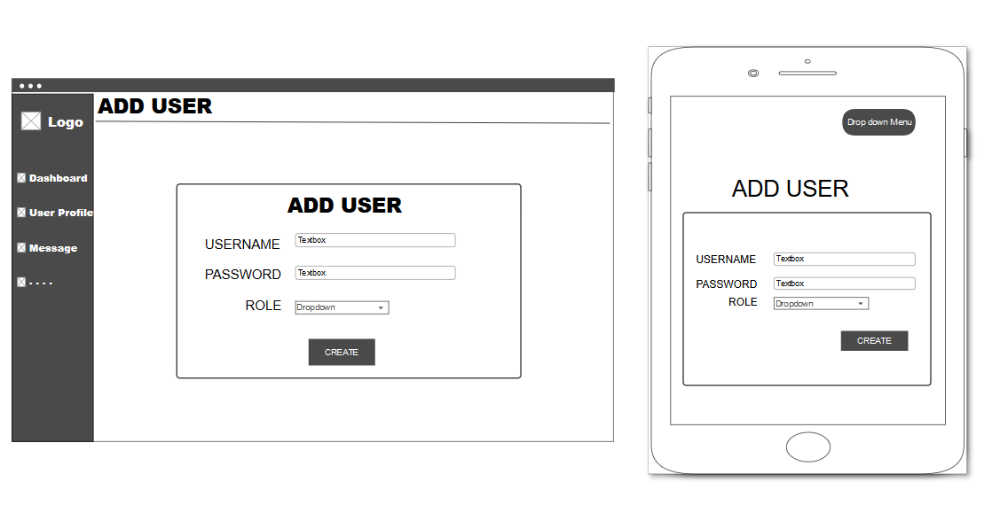 ADD USER
Logo
Dashboard
User Profile
Message
- - - -
ADD USER
USERNAME Textbox
PASSWORD Textbox
ROLE Dropdown
CREATE
Drop down Menu
ADD USER
USERNAME Textbox
PASSWORD Textbox
ROLE Dropdown
CREATE